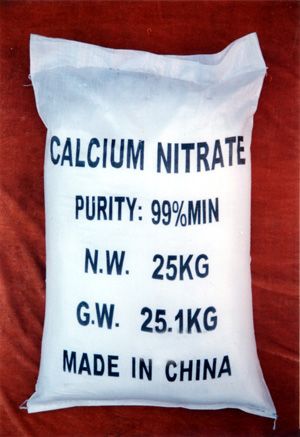 CALCIUM NITRATE
PURITY: 99%MIN
N.W. 25KG
G.W. 25.1KG
MADE IN CHINA